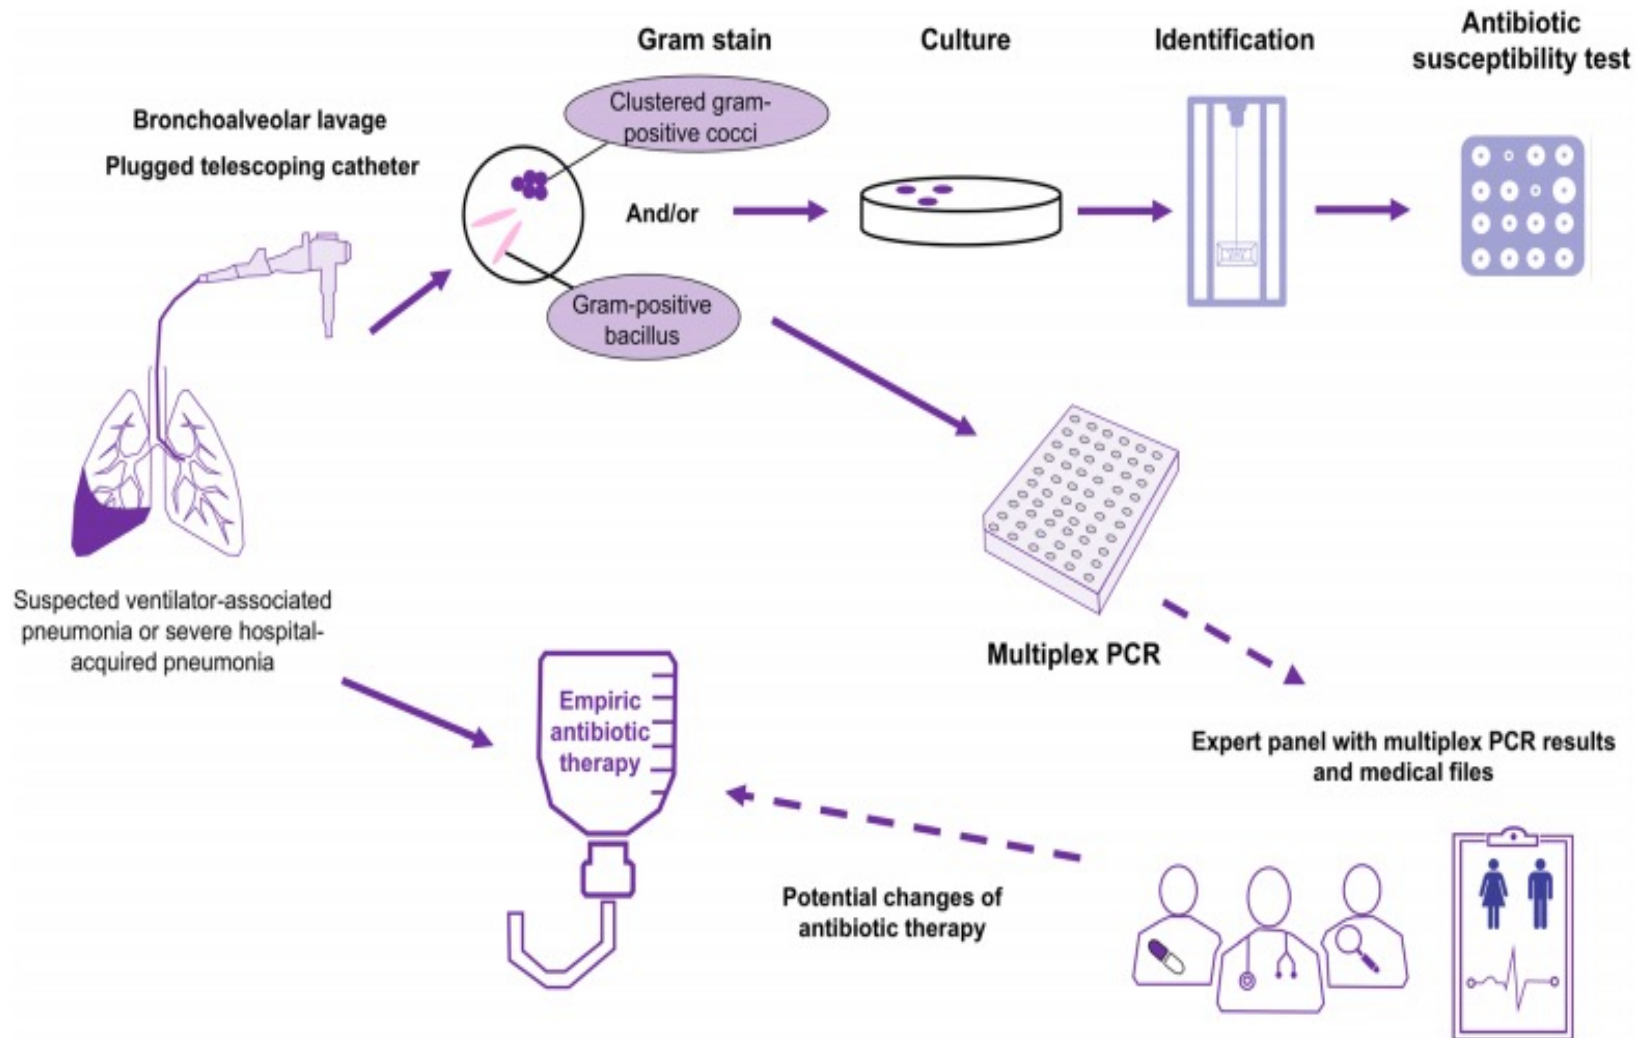 Gram stain
Culture
Identification
Antibiotic
susceptibility test
Bronchoalveolar lavage
Plugged telescoping catheter
Clustered gram-
positive cocci
And/or
Gram-positive
bacillus
Suspected ventilator-associated
pneumonia or severe hospital-
acquired pneumonia
Multiplex PCR
Empiric
antibiotic
therapy
Expert panel with multiplex PCR results
and medical files
Potential changes of
antibiotic therapy